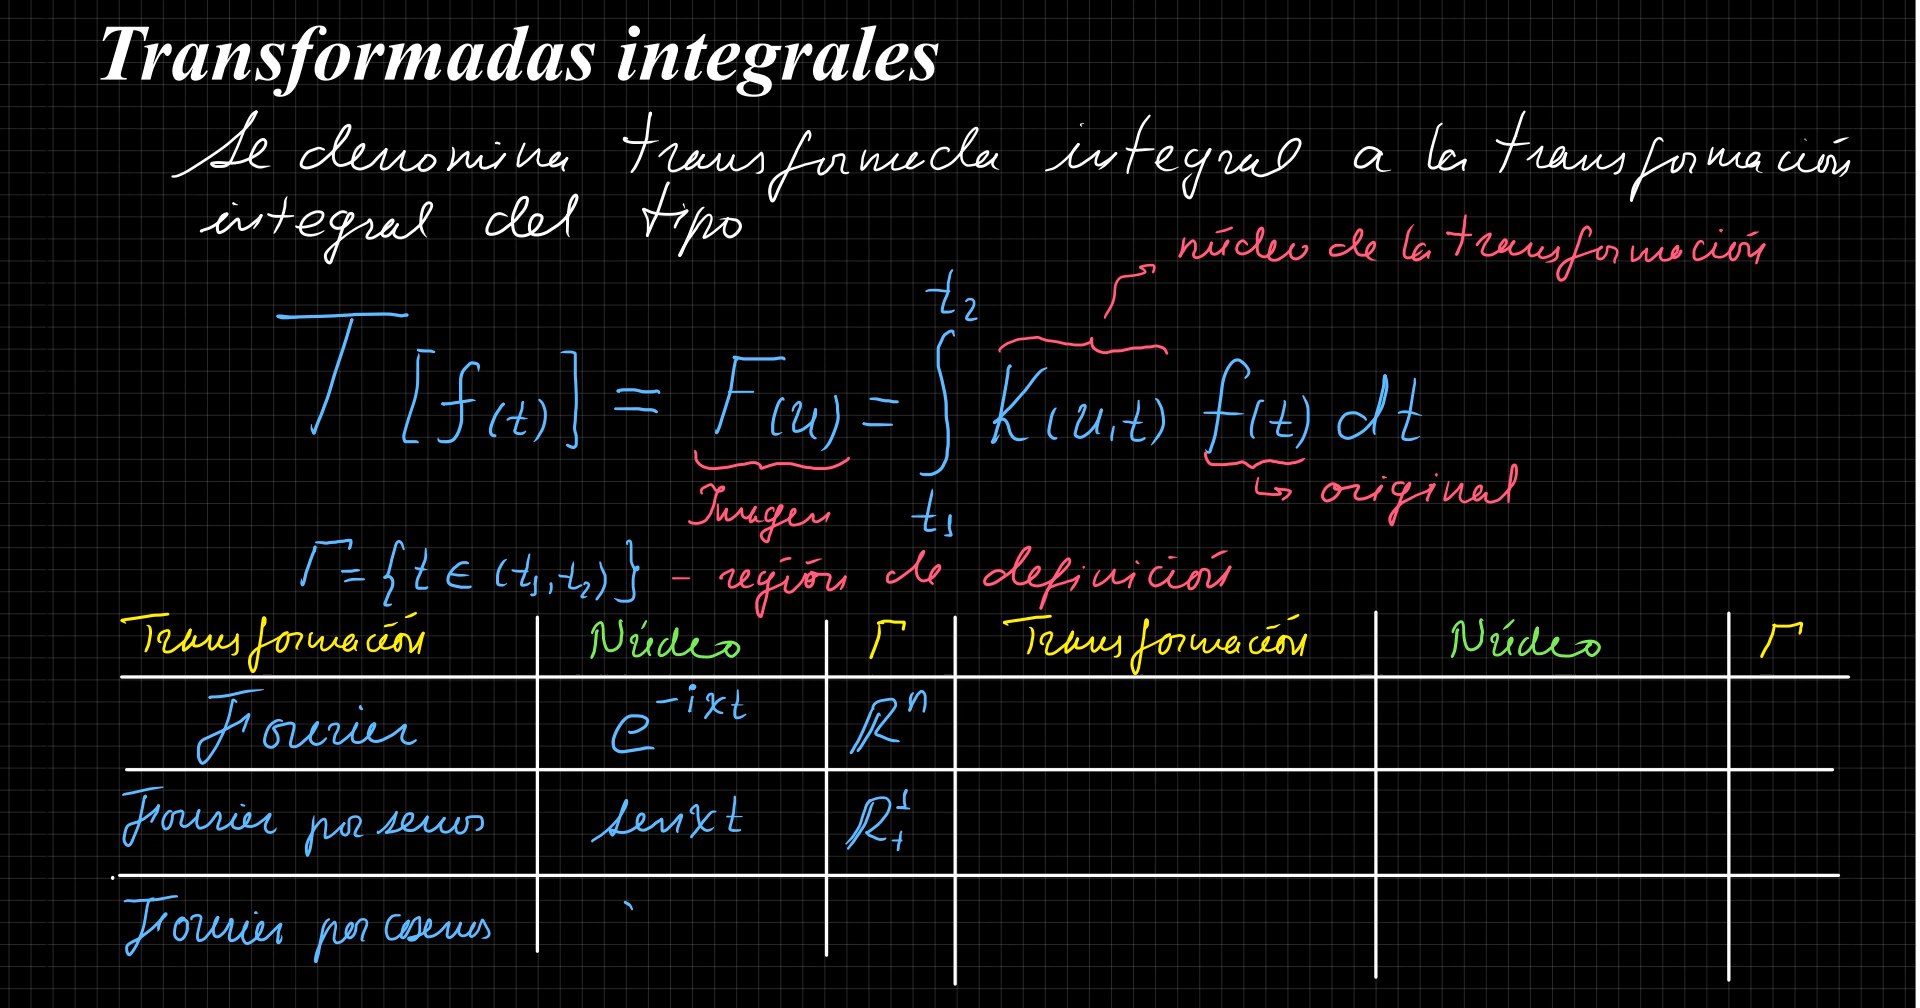 Transformadas integrales
Se denomina transformada integral a la transformación
integral del tipo
núcleo de la transformación
T[f(t)] = F(u) = ∫_{t₁}^{t₂} K(u,t) f(t) dt
Imagen
original
Γ = {t ∈ (t₁, t₂)} - región de definición
Transformación Núcleo Γ Transformación Núcleo Γ
Fourier e^{-ixt} ℝⁿ
Fourier por senos sen xt ℝ¹₊
Fourier por cosenos